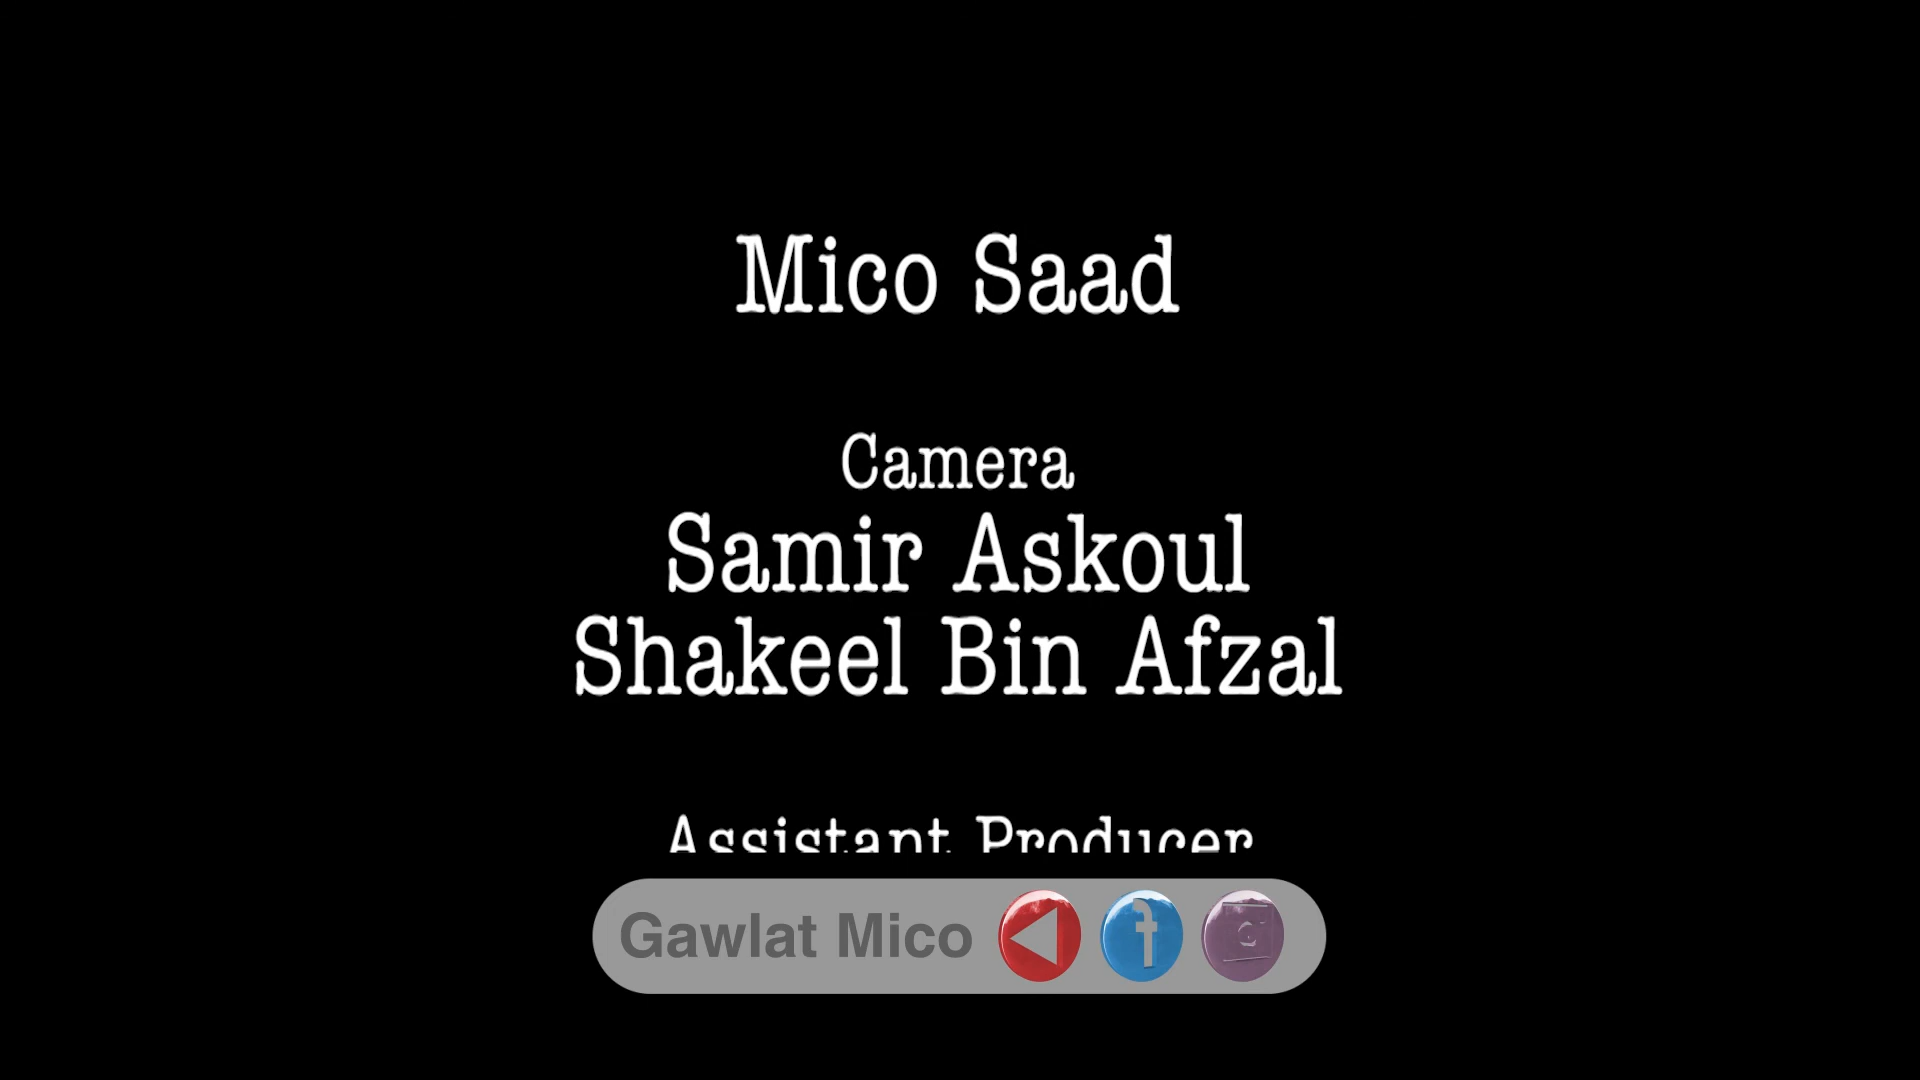 Mico Saad
Camera
Samir Askoul
Shakeel Bin Afzal
Assistant Producer
Gawlat Mico